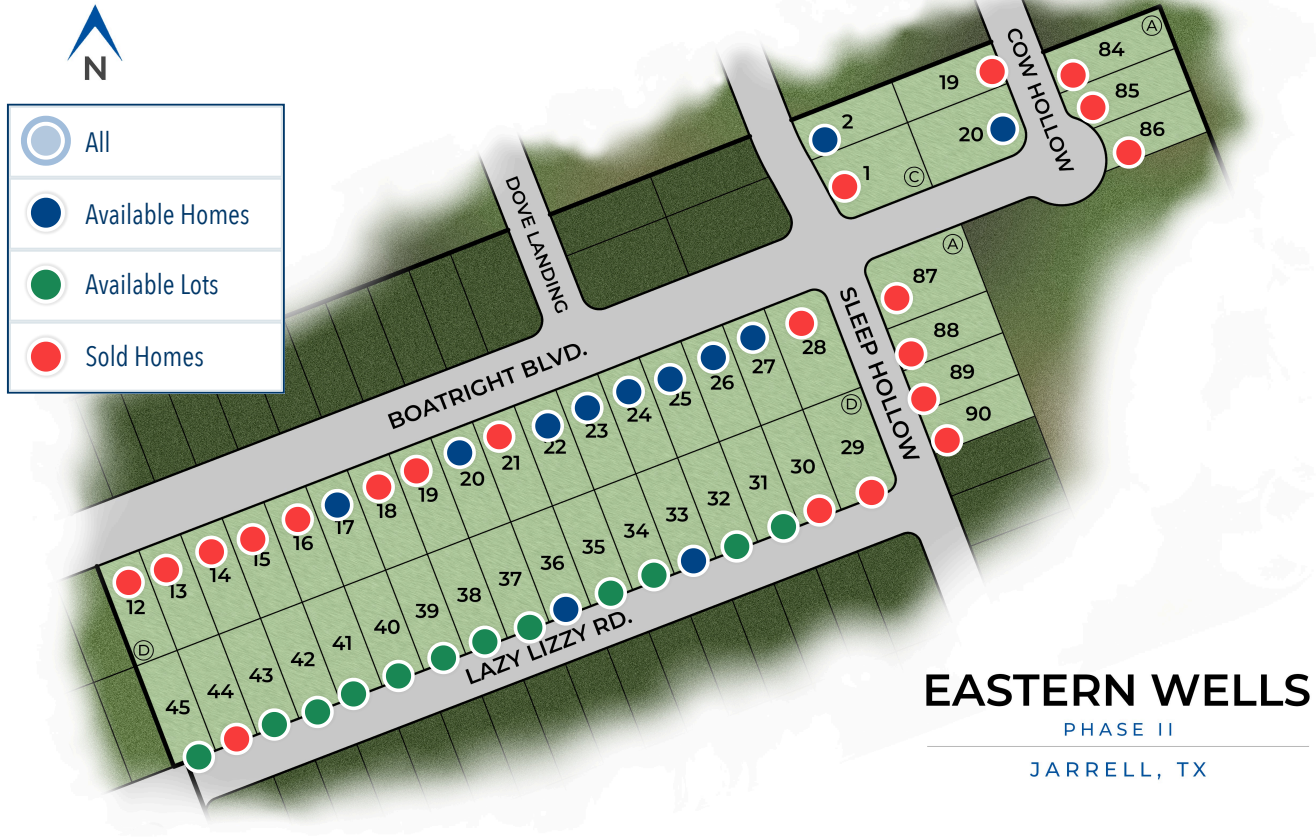 N
All
Available Homes
Available Lots
Sold Homes
COW HOLLOW
A
84
85
86
19
20
2
1
C
DOVE LANDING
BOATRIGHT BLVD.
SLEEP HOLLOW
A
87
88
89
90
12
13
14
15
16
17
18
19
20
21
22
23
24
25
26
27
28
D
29
30
31
32
33
34
35
36
37
38
39
40
41
42
43
44
45
D
LAZY LIZZY RD.
EASTERN WELLS
PHASE II
JARRELL, TX